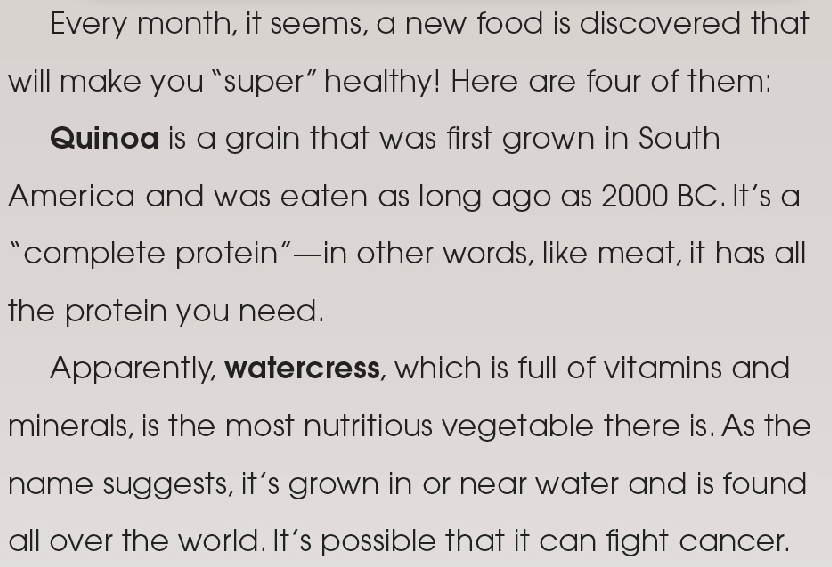 Every month, it seems, a new food is discovered that
will make you “super” healthy! Here are four of them:
Quinoa is a grain that was first grown in South
America and was eaten as long ago as 2000 BC. It’s a
“complete protein”—in other words, like meat, it has all
the protein you need.
Apparently, watercress, which is full of vitamins and
minerals, is the most nutritious vegetable there is. As the
name suggests, it’s grown in or near water and is found
all over the world. It’s possible that it can fight cancer.